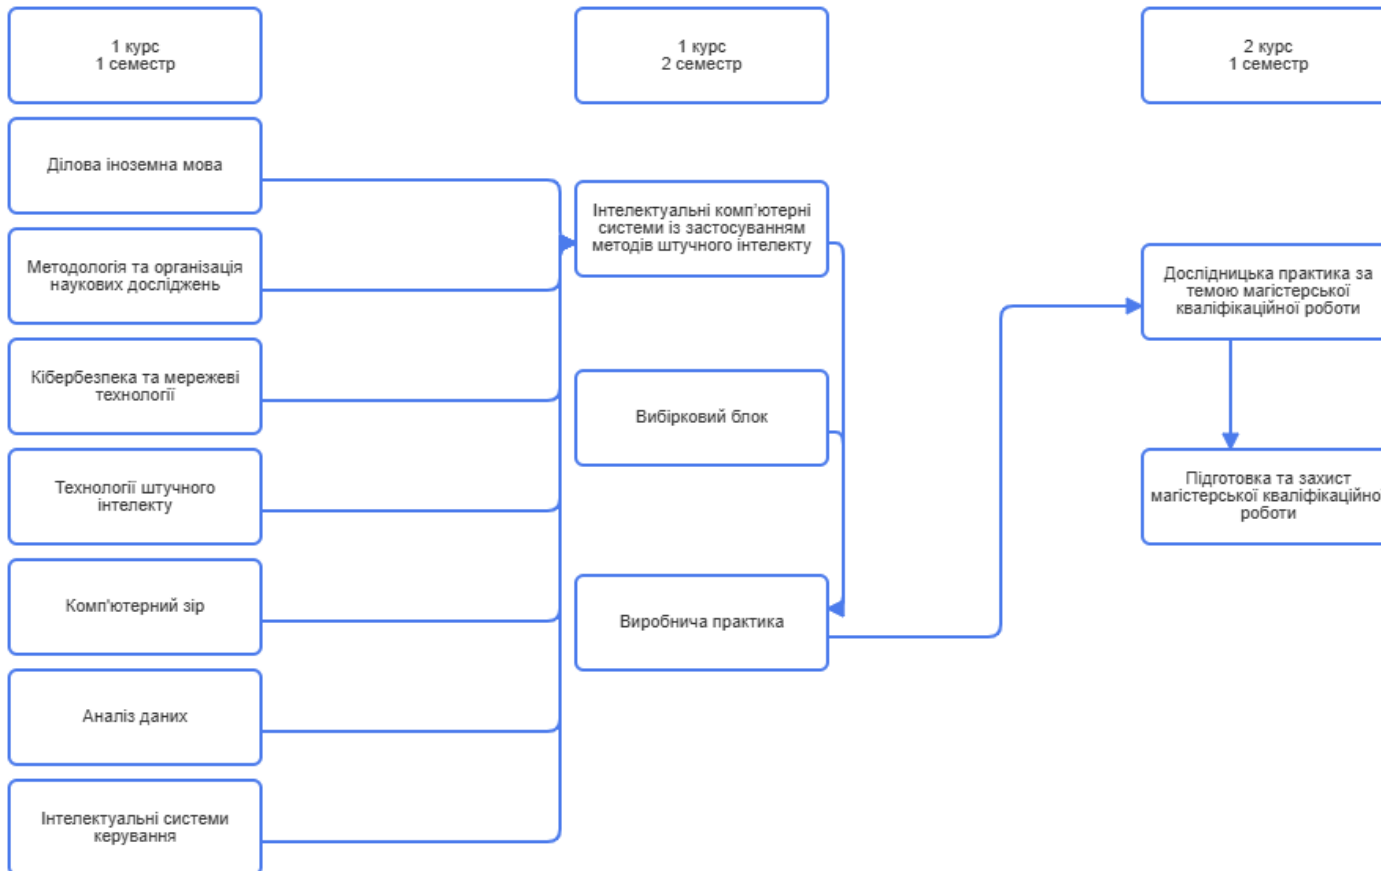 1 курс
1 семестр
1 курс
2 семестр
2 курс
1 семестр
Ділова іноземна мова
Методологія та організація
наукових досліджень
Кібербезпека та мережеві
технології
Технології штучного
інтелекту
Комп'ютерний зір
Аналіз даних
Інтелектуальні системи
керування
Інтелектуальні комп'ютерні
системи із застосуванням
методів штучного інтелекту
Вибірковий блок
Виробнича практика
Дослідницька практика за
темою магістерської
кваліфікаційної роботи
Підготовка та захист
магістерської кваліфікаційно
роботи